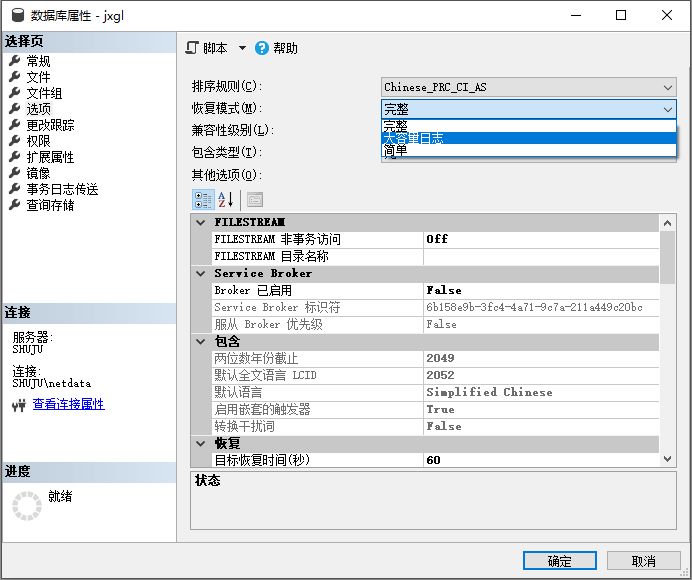 数据库属性 - jxgl
选择页
常规
文件
文件组
选项
更改跟踪
权限
扩展属性
镜像
事务日志传送
查询存储
连接
服务器:
SHUJU
连接:
SHUJU\netdata
查看连接属性
进度
就绪
脚本
帮助
排序规则(C):
Chinese_PRC_CI_AS
恢复模式(M):
完整
兼容性级别(L):
完整
大容量日志
简单
包含类型(T):
其他选项(O):
FILESTREAM
FILESTREAM 非事务访问 Off
FILESTREAM 目录名称
Service Broker
Broker 已启用 False
Service Broker 标识符 6b158e9b-3fc4-4a71-9c7a-211a449c20bc
服从 Broker 优先级 False
包含
两位数年份截止 2049
默认全文语言 LCID 2052
默认语言 Simplified Chinese
启用嵌套的触发器 True
转换干扰词 False
恢复
目标恢复时间(秒) 60
状态
确定
取消